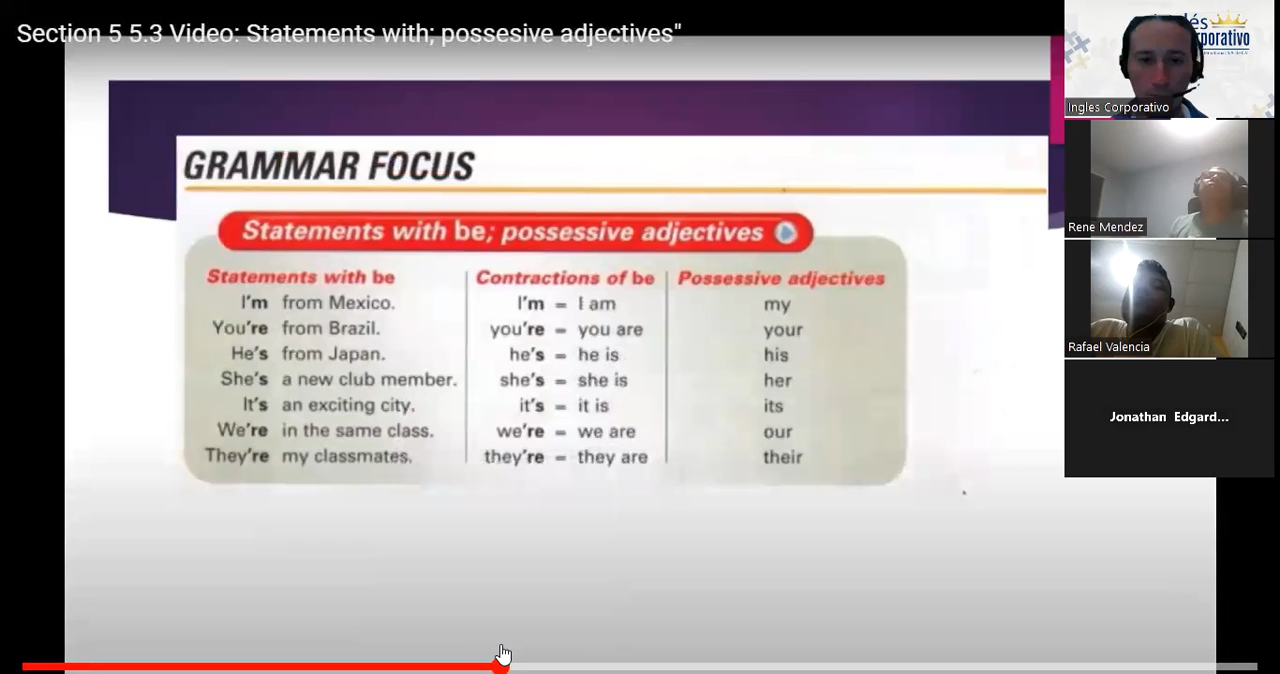 Section 5 5.3 Video: Statements with; possesive adjectives"
GRAMMAR FOCUS
Statements with be; possessive adjectives
Statements with be Contractions of be Possessive adjectives
I'm from Mexico. I'm = I am my
You're from Brazil. you're = you are your
He's from Japan. he's = he is his
She's a new club member. she's = she is her
It's an exciting city. it's = it is its
We're in the same class. we're = we are our
They're my classmates. they're = they are their
Ingles Corporativo
Rene Mendez
Rafael Valencia
Jonathan Edgard...